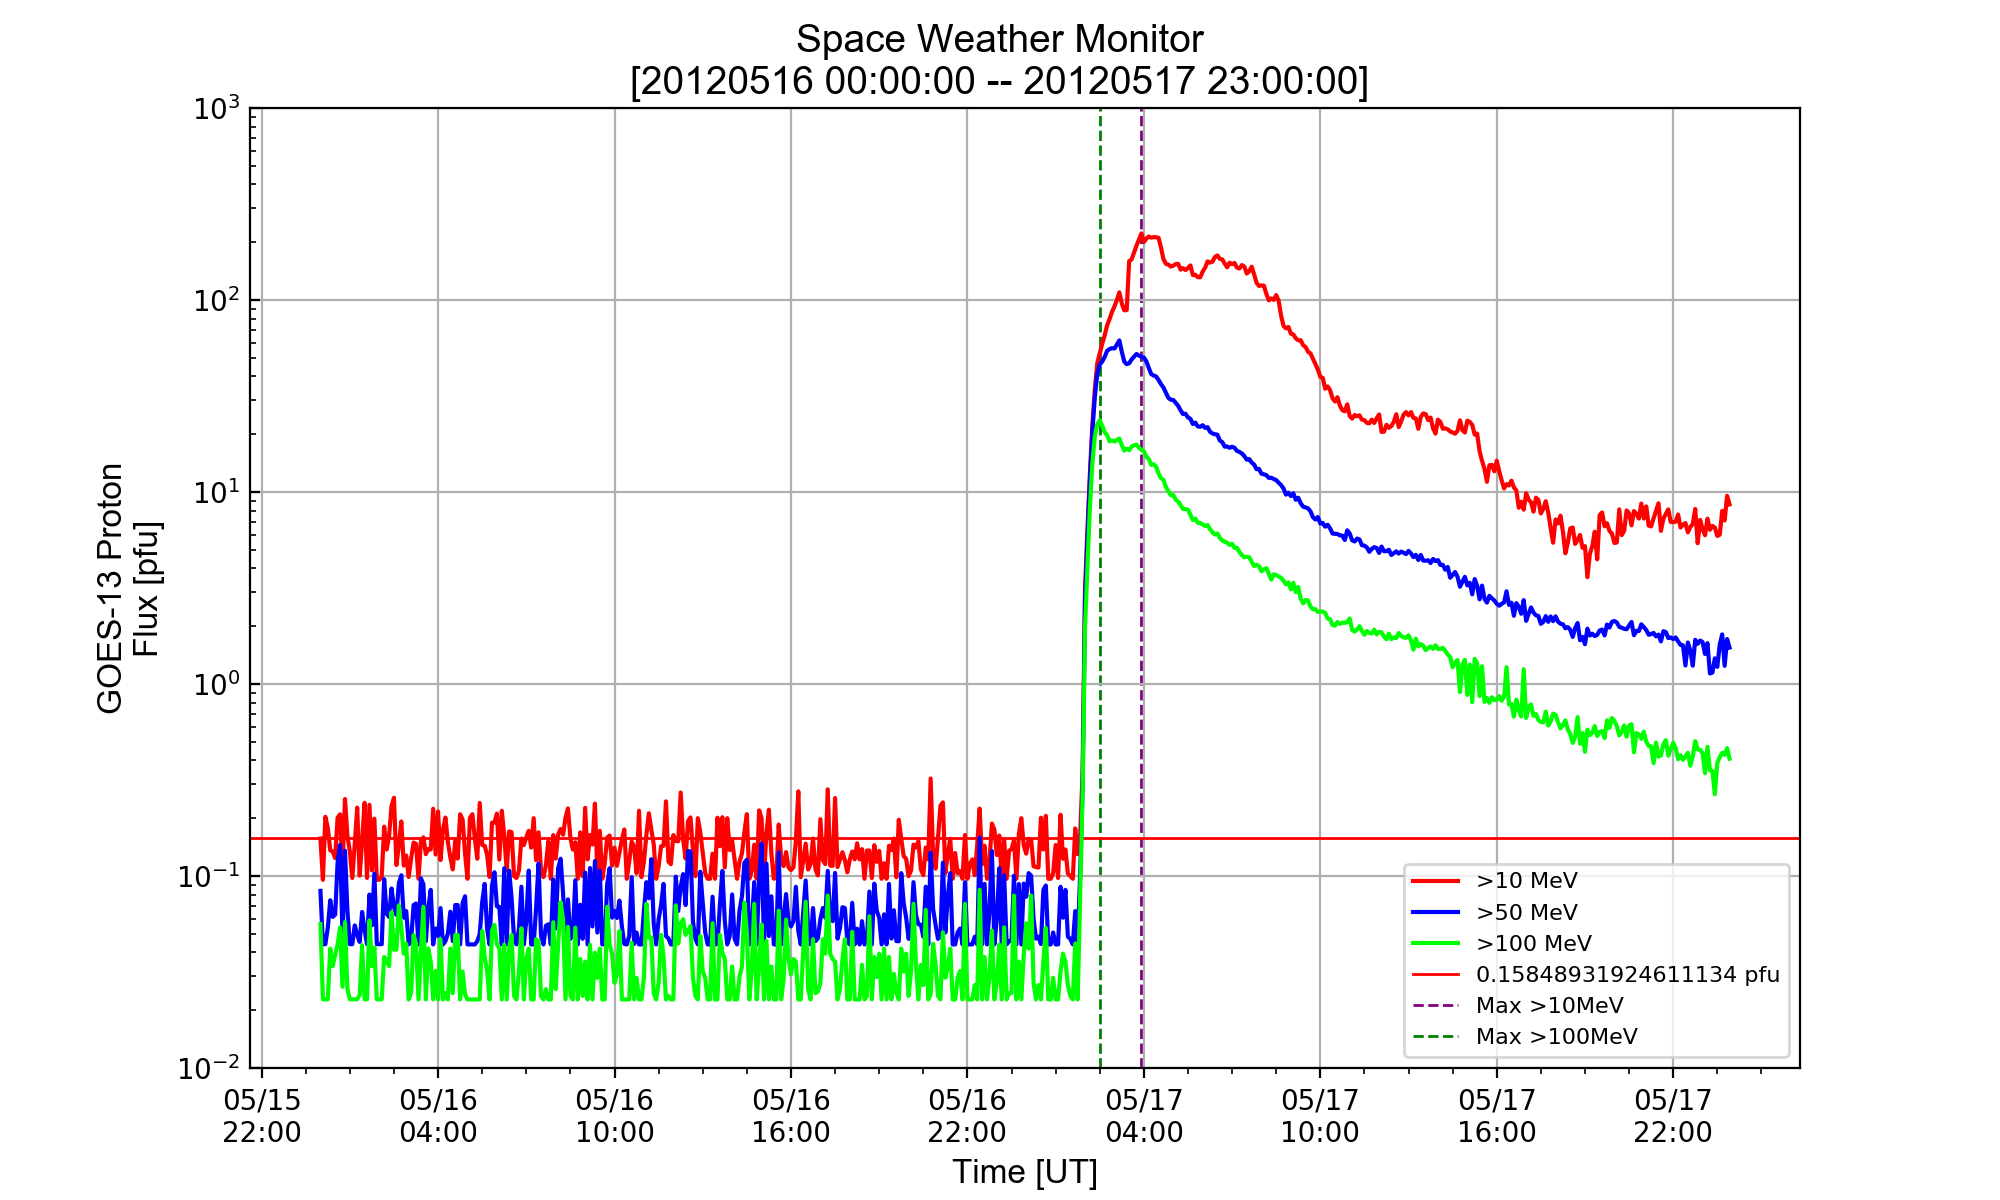 Space Weather Monitor
[20120516 00:00:00 -- 20120517 23:00:00]
GOES-13 Proton
Flux [pfu]
10³
10²
10¹
10⁰
10⁻¹
10⁻²
>10 MeV
>50 MeV
>100 MeV
0.15848931924611134 pfu
Max >10MeV
Max >100MeV
05/15 05/16 05/16 05/16 05/16 05/17 05/17 05/17 05/17
22:00 04:00 10:00 16:00 22:00 04:00 10:00 16:00 22:00
Time [UT]